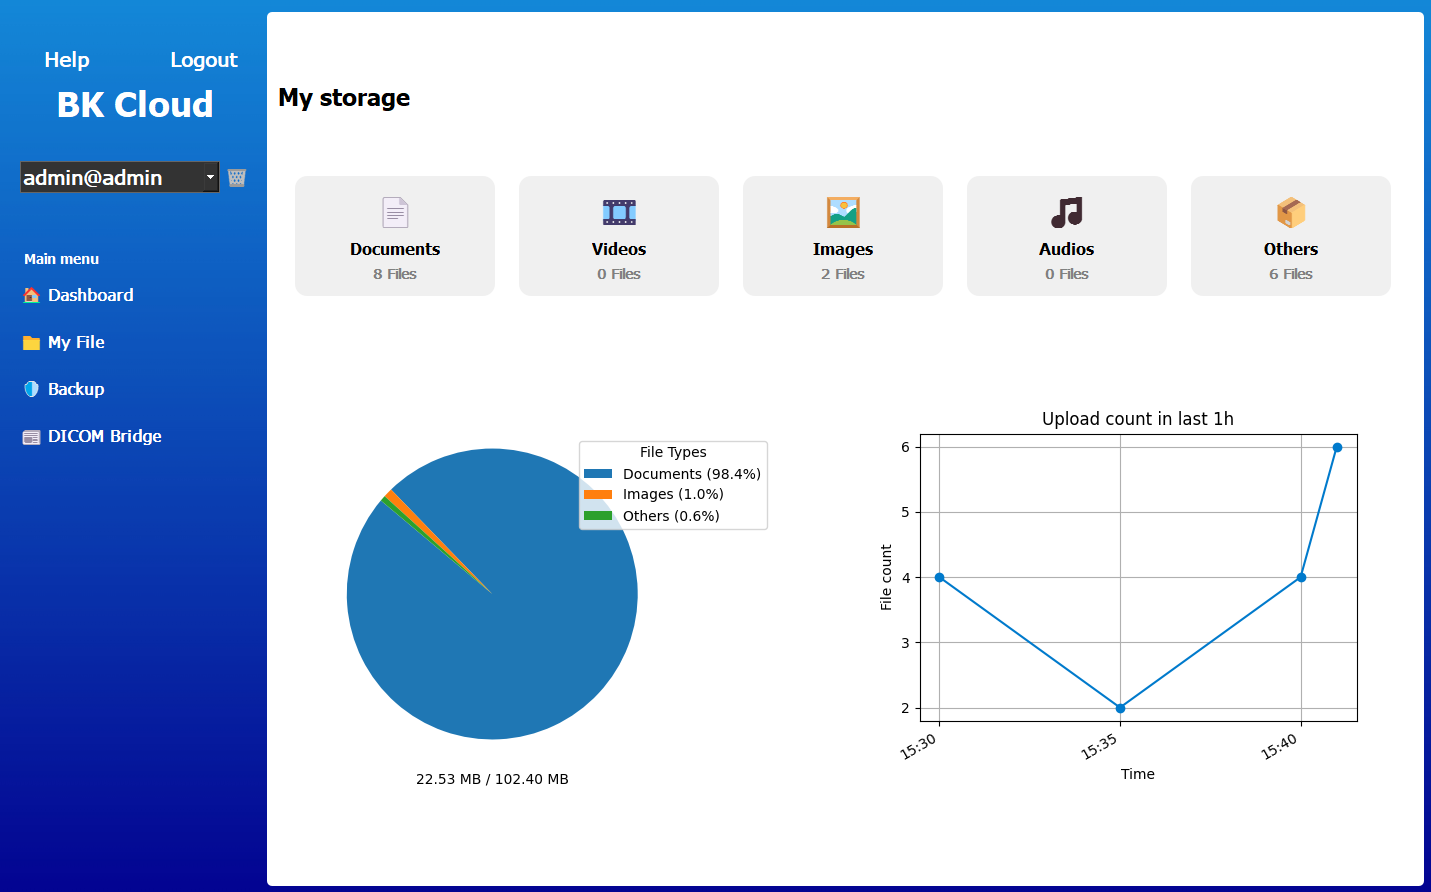 Help Logout
BK Cloud
admin@admin
Main menu
Dashboard
My File
Backup
DICOM Bridge
My storage
Documents
8 Files
Videos
0 Files
Images
2 Files
Audios
0 Files
Others
6 Files
File Types
Documents (98.4%)
Images (1.0%)
Others (0.6%)
22.53 MB / 102.40 MB
Upload count in last 1h
File count
6
5
4
3
2
15:30
15:35
15:40
Time